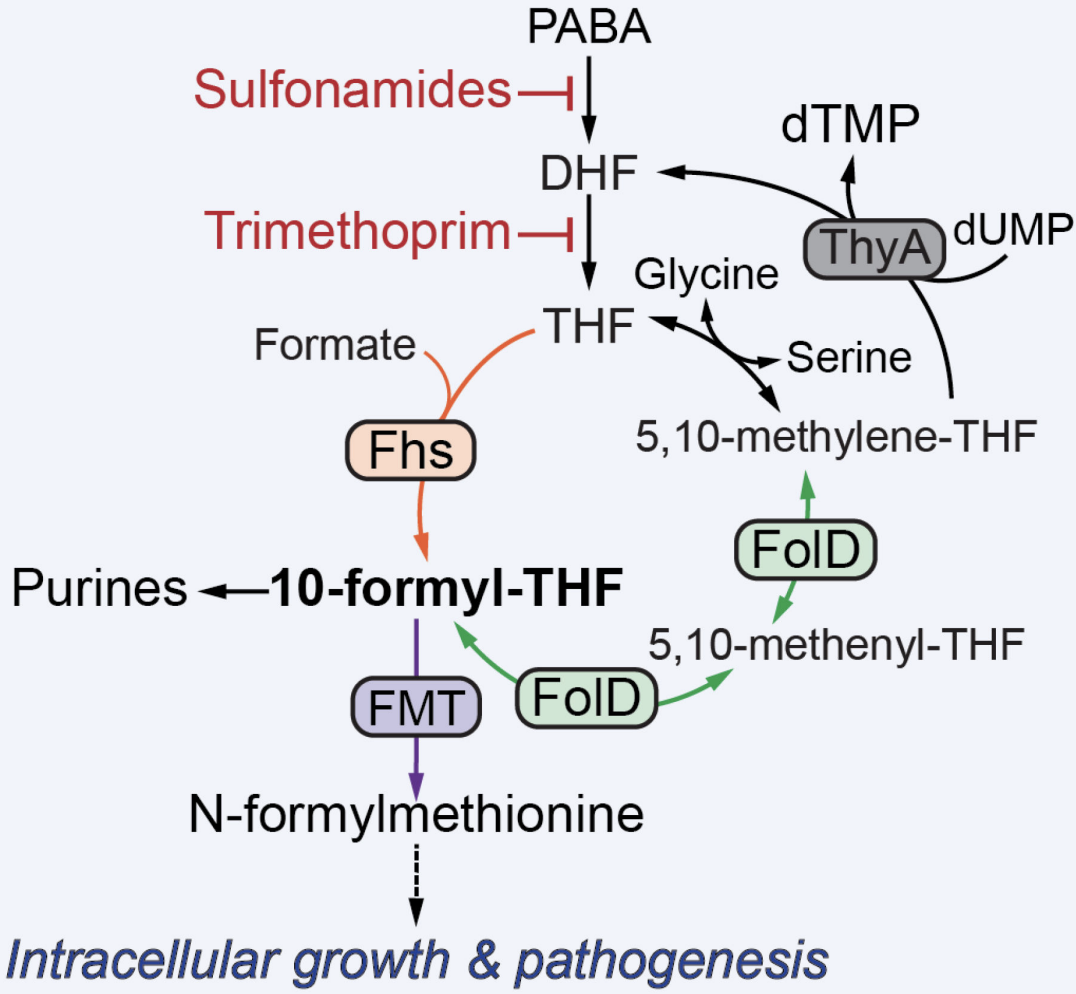 PABA
Sulfonamides
dTMP
DHF
Trimethoprim
ThyA
dUMP
Glycine
THF
Formate
Serine
Fhs
5,10-methylene-THF
FolD
Purines
10-formyl-THF
5,10-methenyl-THF
FMT
FolD
N-formylmethionine
Intracellular growth & pathogenesis